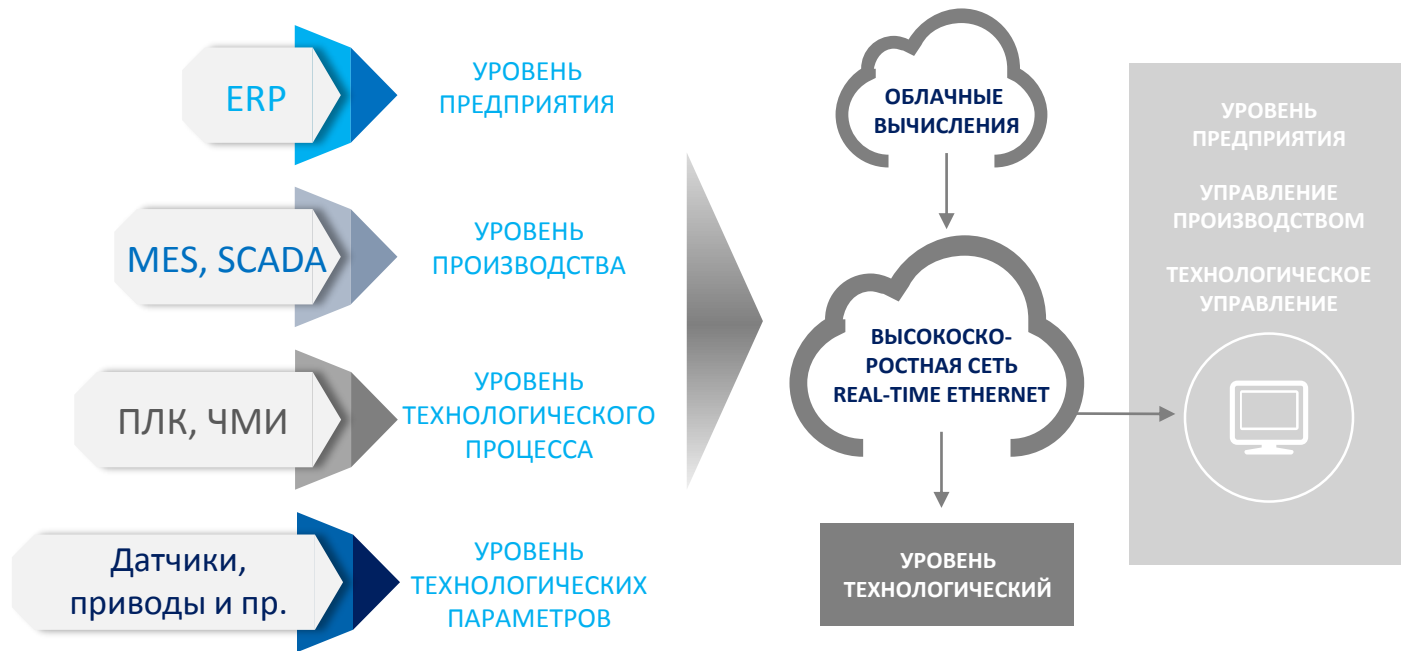 ERP
УРОВЕНЬ
ПРЕДПРИЯТИЯ
MES, SCADA
УРОВЕНЬ
ПРОИЗВОДСТВА
ПЛК, ЧМИ
УРОВЕНЬ
ТЕХНОЛОГИЧЕСКОГО
ПРОЦЕССА
Датчики,
приводы и пр.
УРОВЕНЬ
ТЕХНОЛОГИЧЕСКИХ
ПАРАМЕТРОВ
ОБЛАЧНЫЕ
ВЫЧИСЛЕНИЯ
ВЫСОКОСКО-
РОСТНАЯ СЕТЬ
REAL-TIME ETHERNET
УРОВЕНЬ
ТЕХНОЛОГИЧЕСКИЙ
УРОВЕНЬ
ПРЕДПРИЯТИЯ
УПРАВЛЕНИЕ
ПРОИЗВОДСТВОМ
ТЕХНОЛОГИЧЕСКОЕ
УПРАВЛЕНИЕ